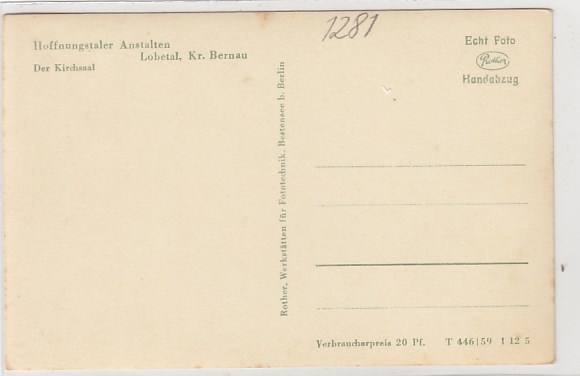 1281
Hoffnungstaler Anstalten
Lobetal, Kr. Bernau
Der Kirchsaal
Echt Foto
Rother
Handabzug
Rother, Werkstätten für Fototechnik, Bestensee b. Berlin
Verbraucherpreis 20 Pf. T 446|59 I 12 5